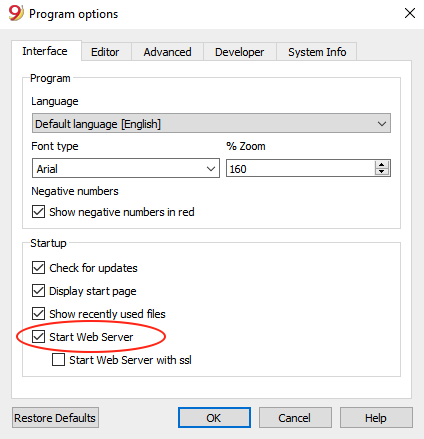 9 Program options
Interface Editor Advanced Developer System Info
Program
Language
Default language [English]
Font type % Zoom
Arial 160
Negative numbers
Show negative numbers in red
Startup
Check for updates
Display start page
Show recently used files
Start Web Server
Start Web Server with ssl
Restore Defaults OK Cancel Help